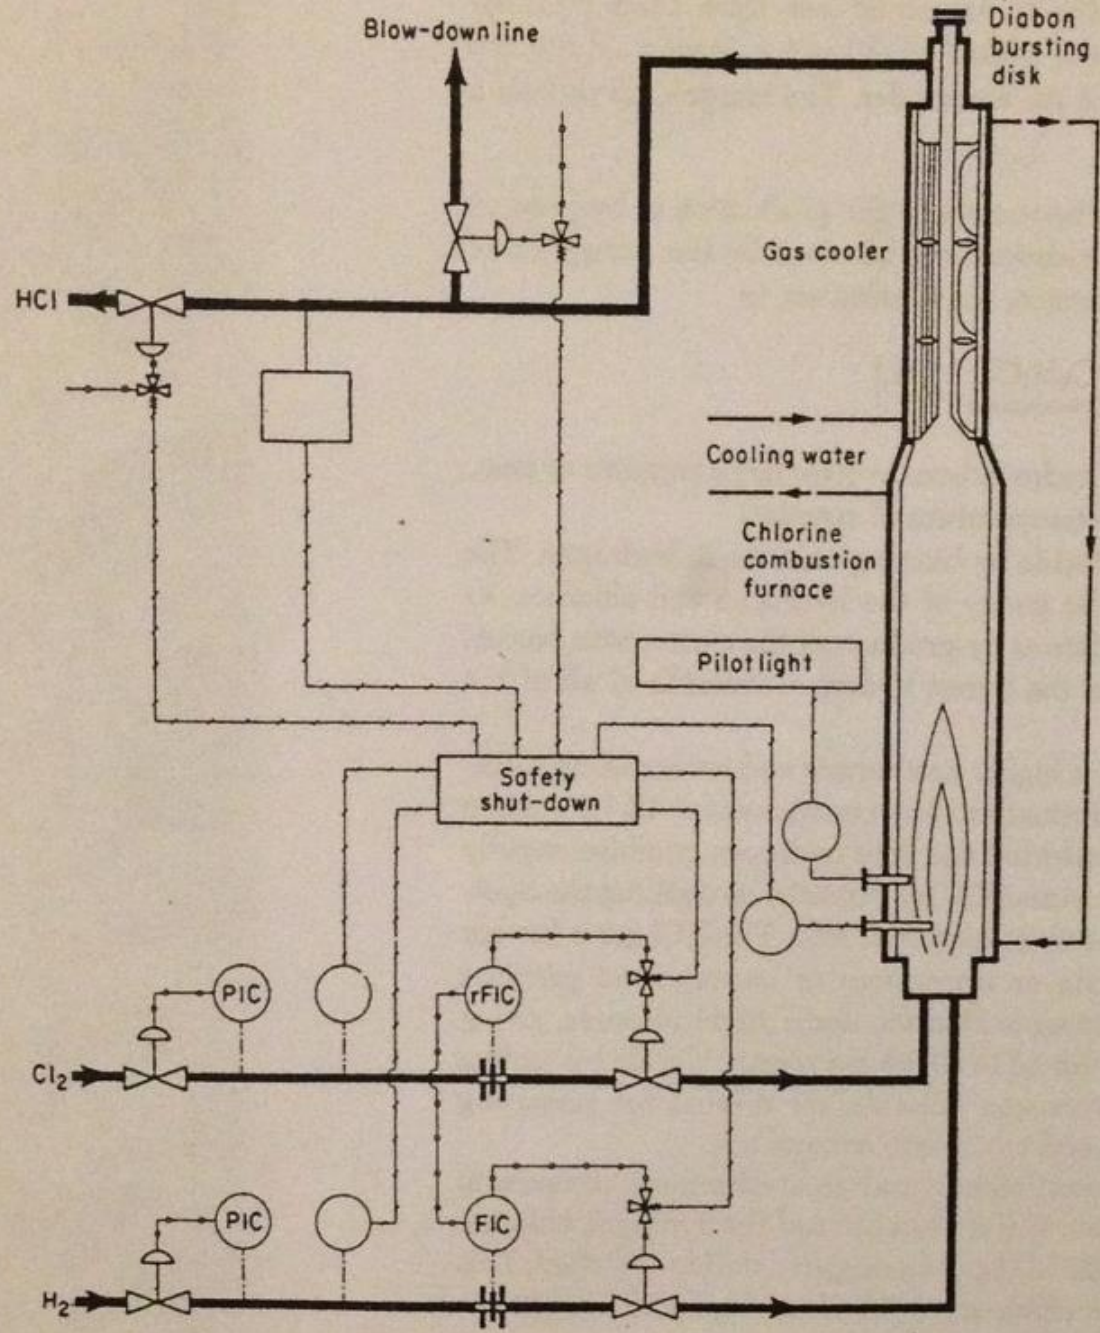 Blow-down line
Diabon
bursting
disk
Gas cooler
HCl
Cooling water
Chlorine
combustion
furnace
Pilot light
Safety
shut-down
PIC
rFIC
Cl₂
PIC
FIC
H₂